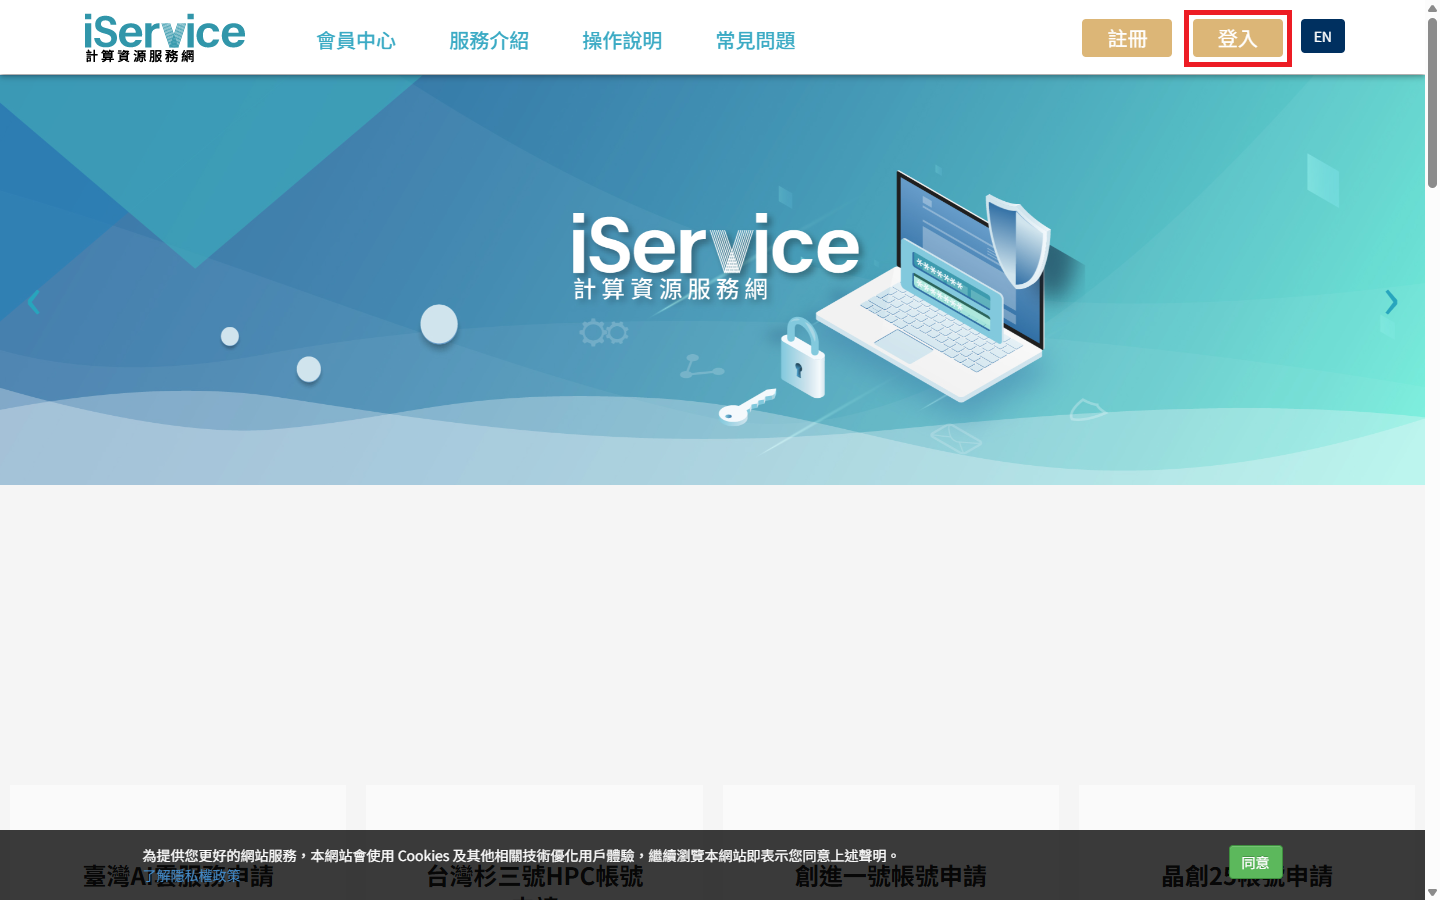 iService
計算資源服務網
會員中心 服務介紹 操作說明 常見問題
註冊 登入 EN
iService
計算資源服務網
*******
*******
為提供您更好的網站服務，本網站會使用 Cookies 及其他相關技術優化用戶體驗，繼續瀏覽本網站即表示您同意上述聲明。
了解隱私權政策
同意
臺灣AI雲服務申請
台灣杉三號HPC帳號
創進一號帳號申請
晶創25帳號申請